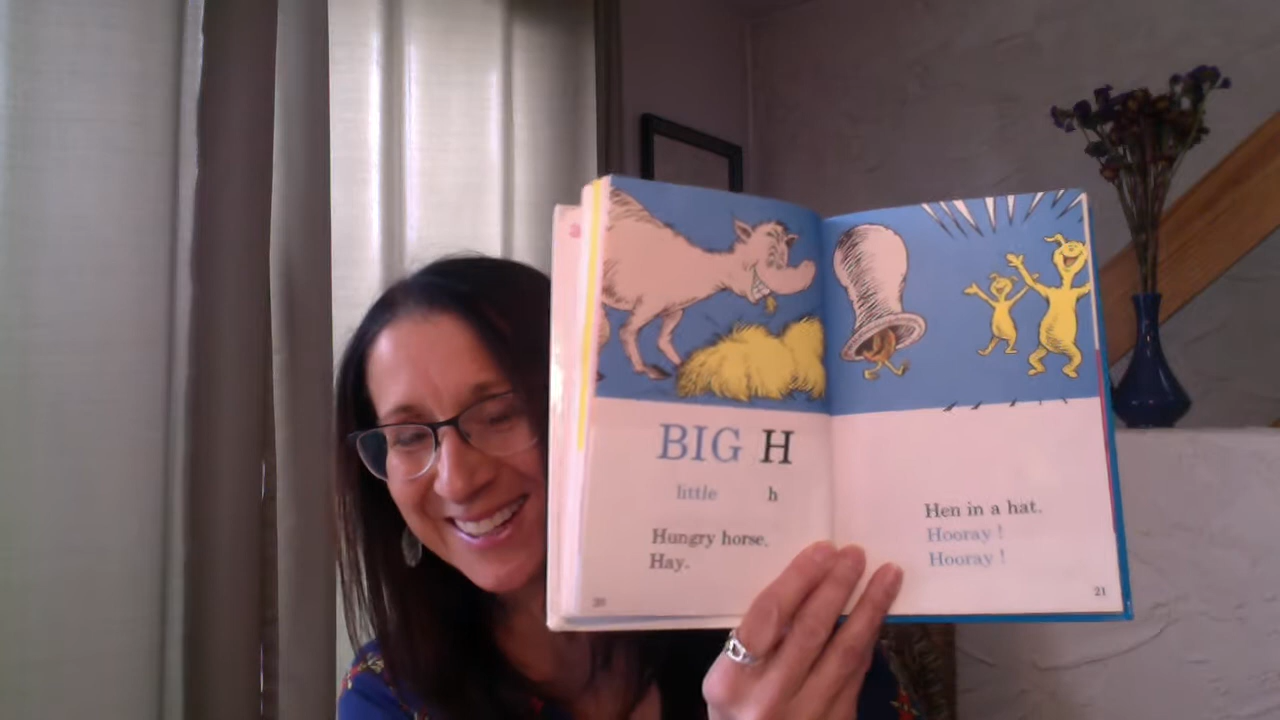 BIG H
little h
Hungry horse.
Hay.
20
Hen in a hat.
Hooray !
Hooray !
21